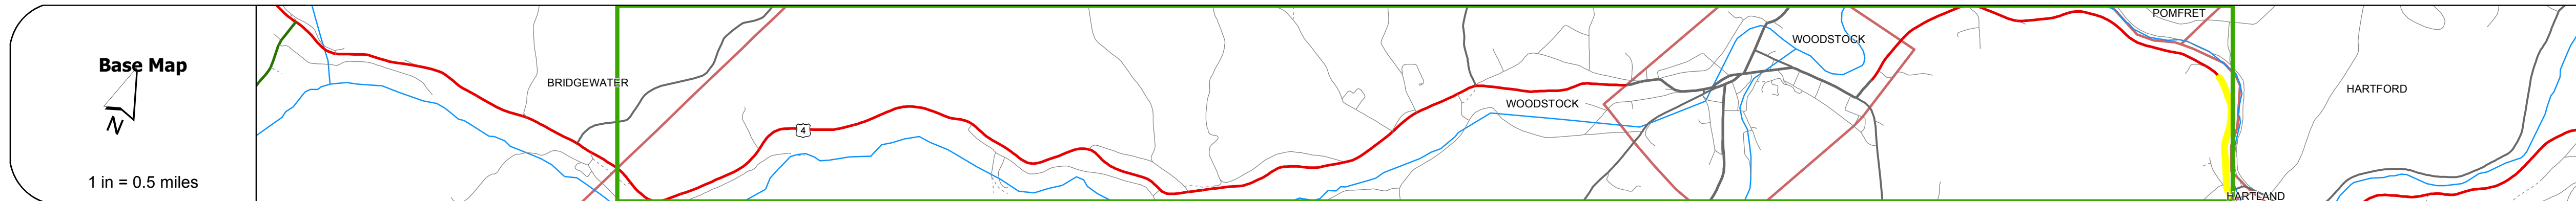 Base Map
N
1 in = 0.5 miles
BRIDGEWATER
4
WOODSTOCK
WOODSTOCK
POMFRET
HARTFORD
HARTLAND